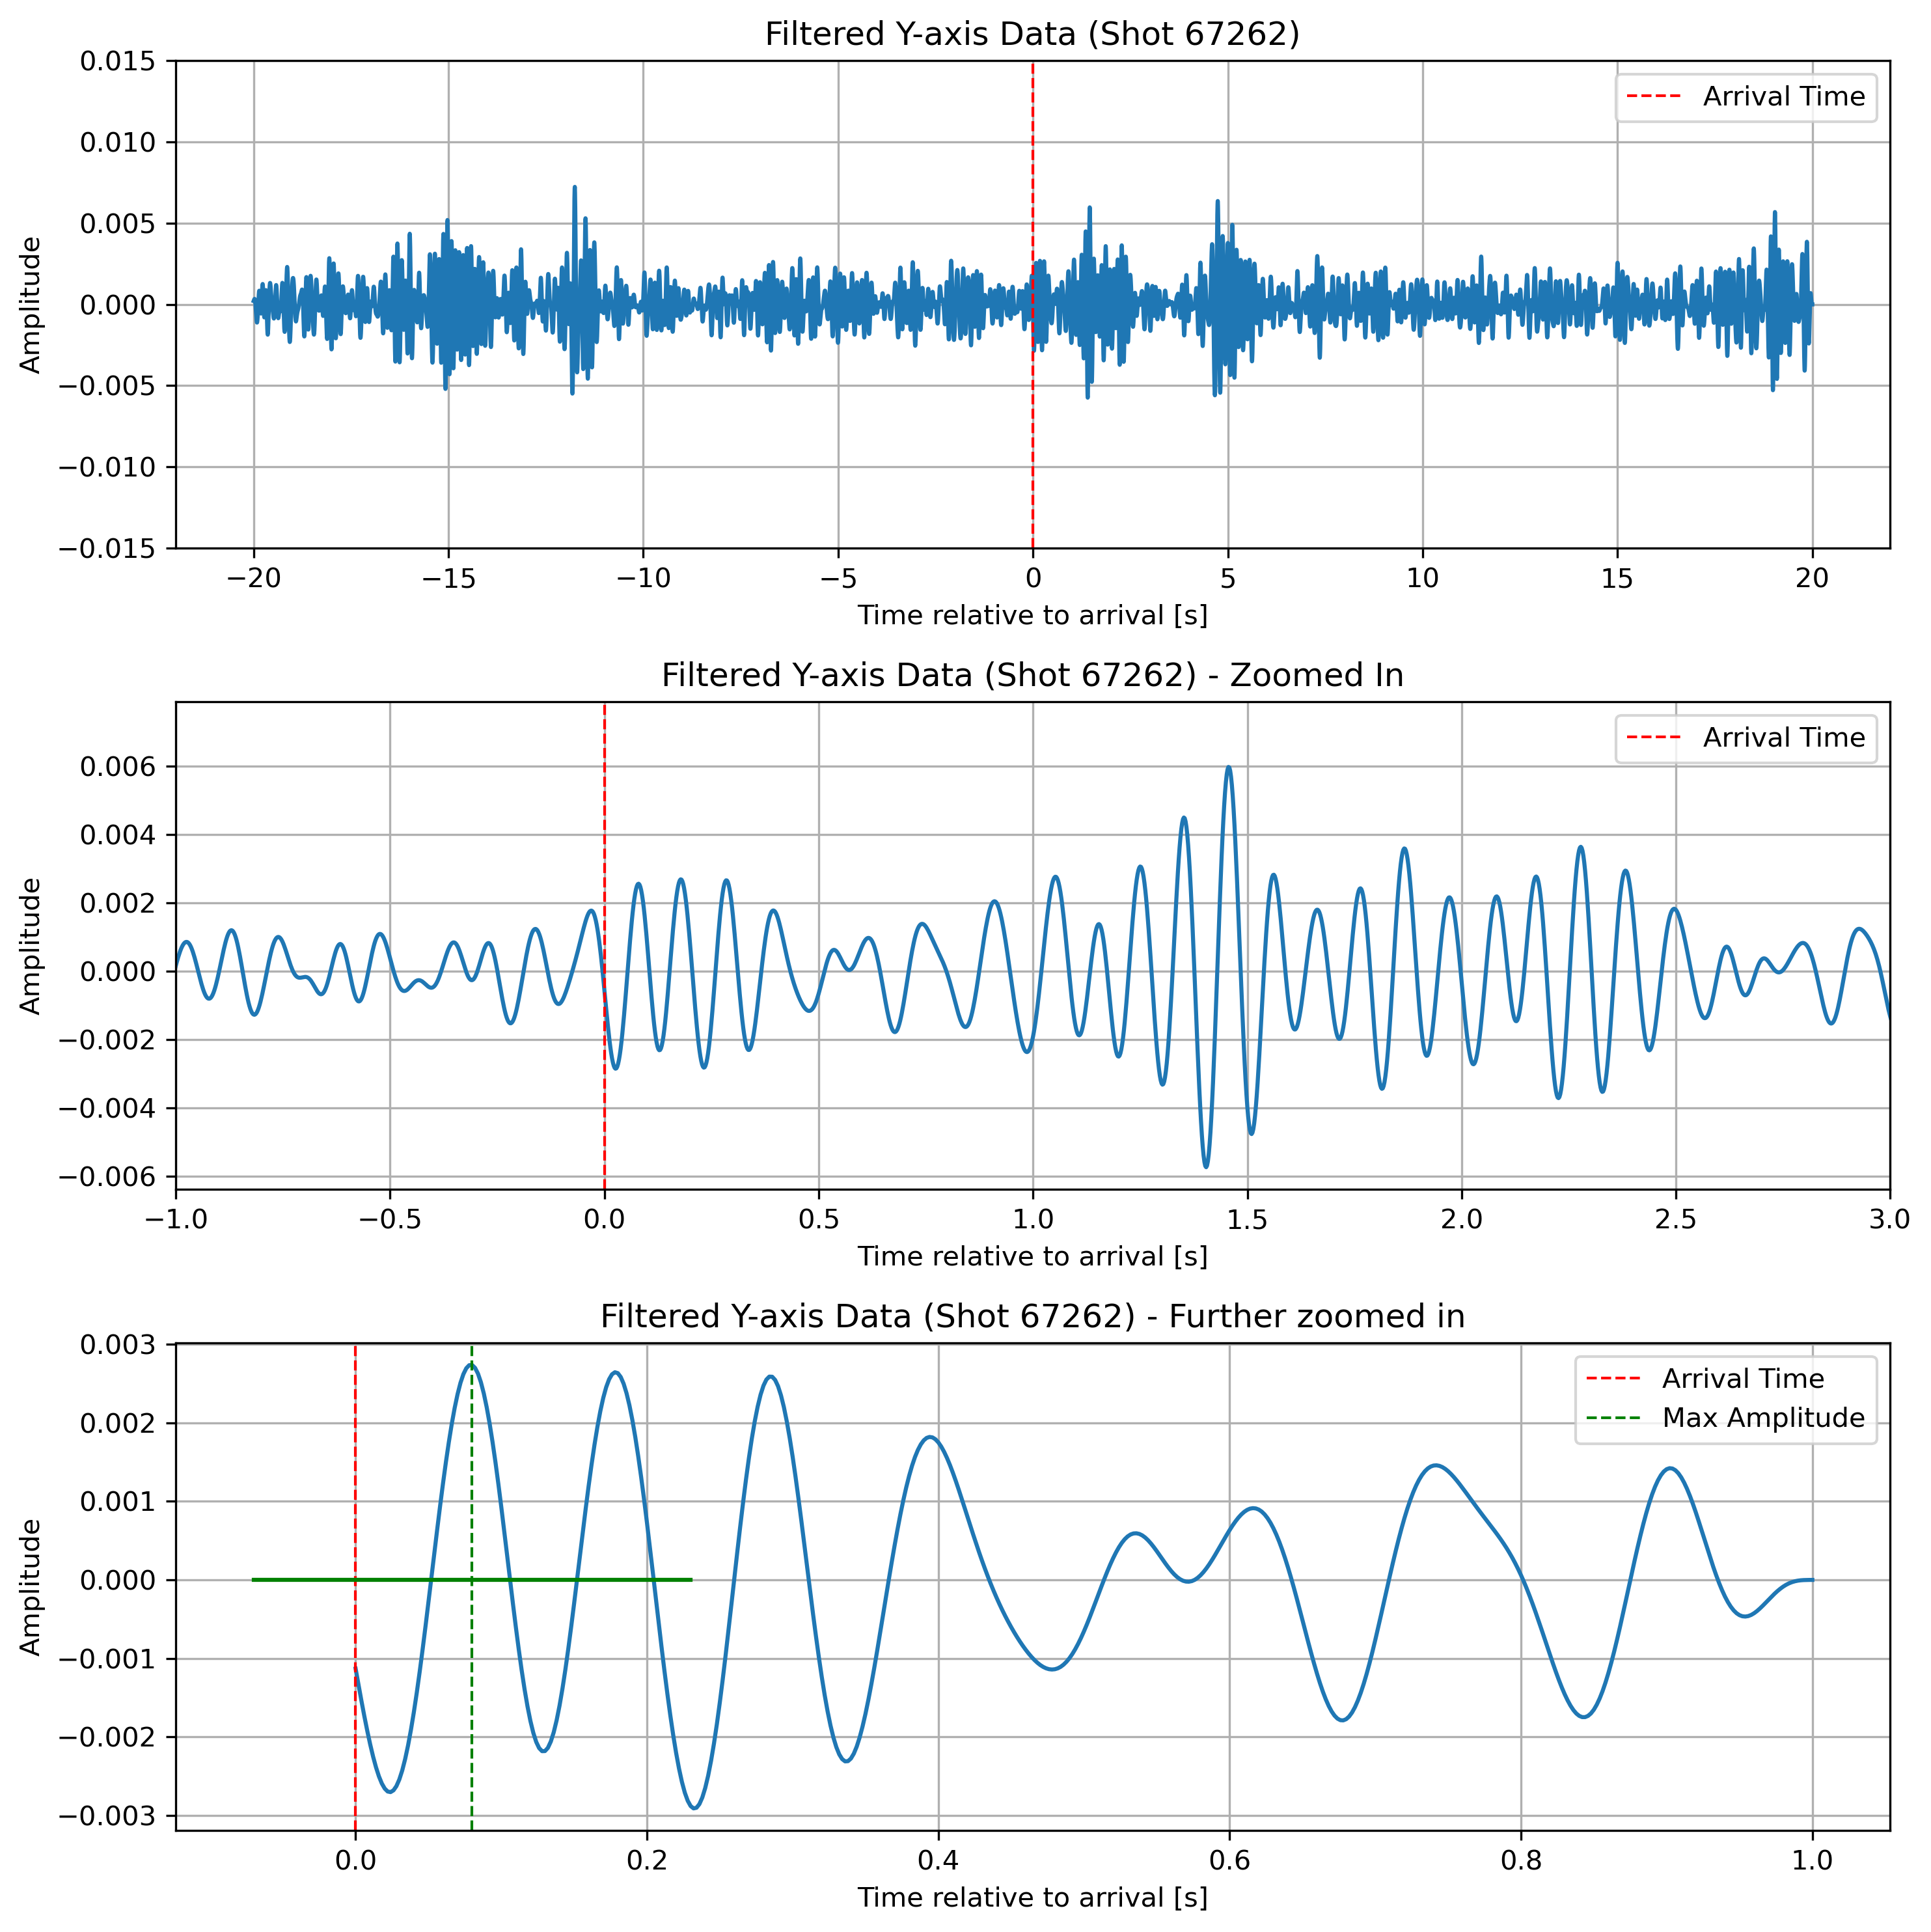 Filtered Y-axis Data (Shot 67262)
0.015
0.010
0.005
0.000
−0.005
−0.010
−0.015
Amplitude
Arrival Time
−20 −15 −10 −5 0 5 10 15 20
Time relative to arrival [s]
Filtered Y-axis Data (Shot 67262) - Zoomed In
0.006
0.004
0.002
0.000
−0.002
−0.004
−0.006
Amplitude
Arrival Time
−1.0 −0.5 0.0 0.5 1.0 1.5 2.0 2.5 3.0
Time relative to arrival [s]
Filtered Y-axis Data (Shot 67262) - Further zoomed in
0.003
0.002
0.001
0.000
−0.001
−0.002
−0.003
Amplitude
Arrival Time
Max Amplitude
0.0 0.2 0.4 0.6 0.8 1.0
Time relative to arrival [s]